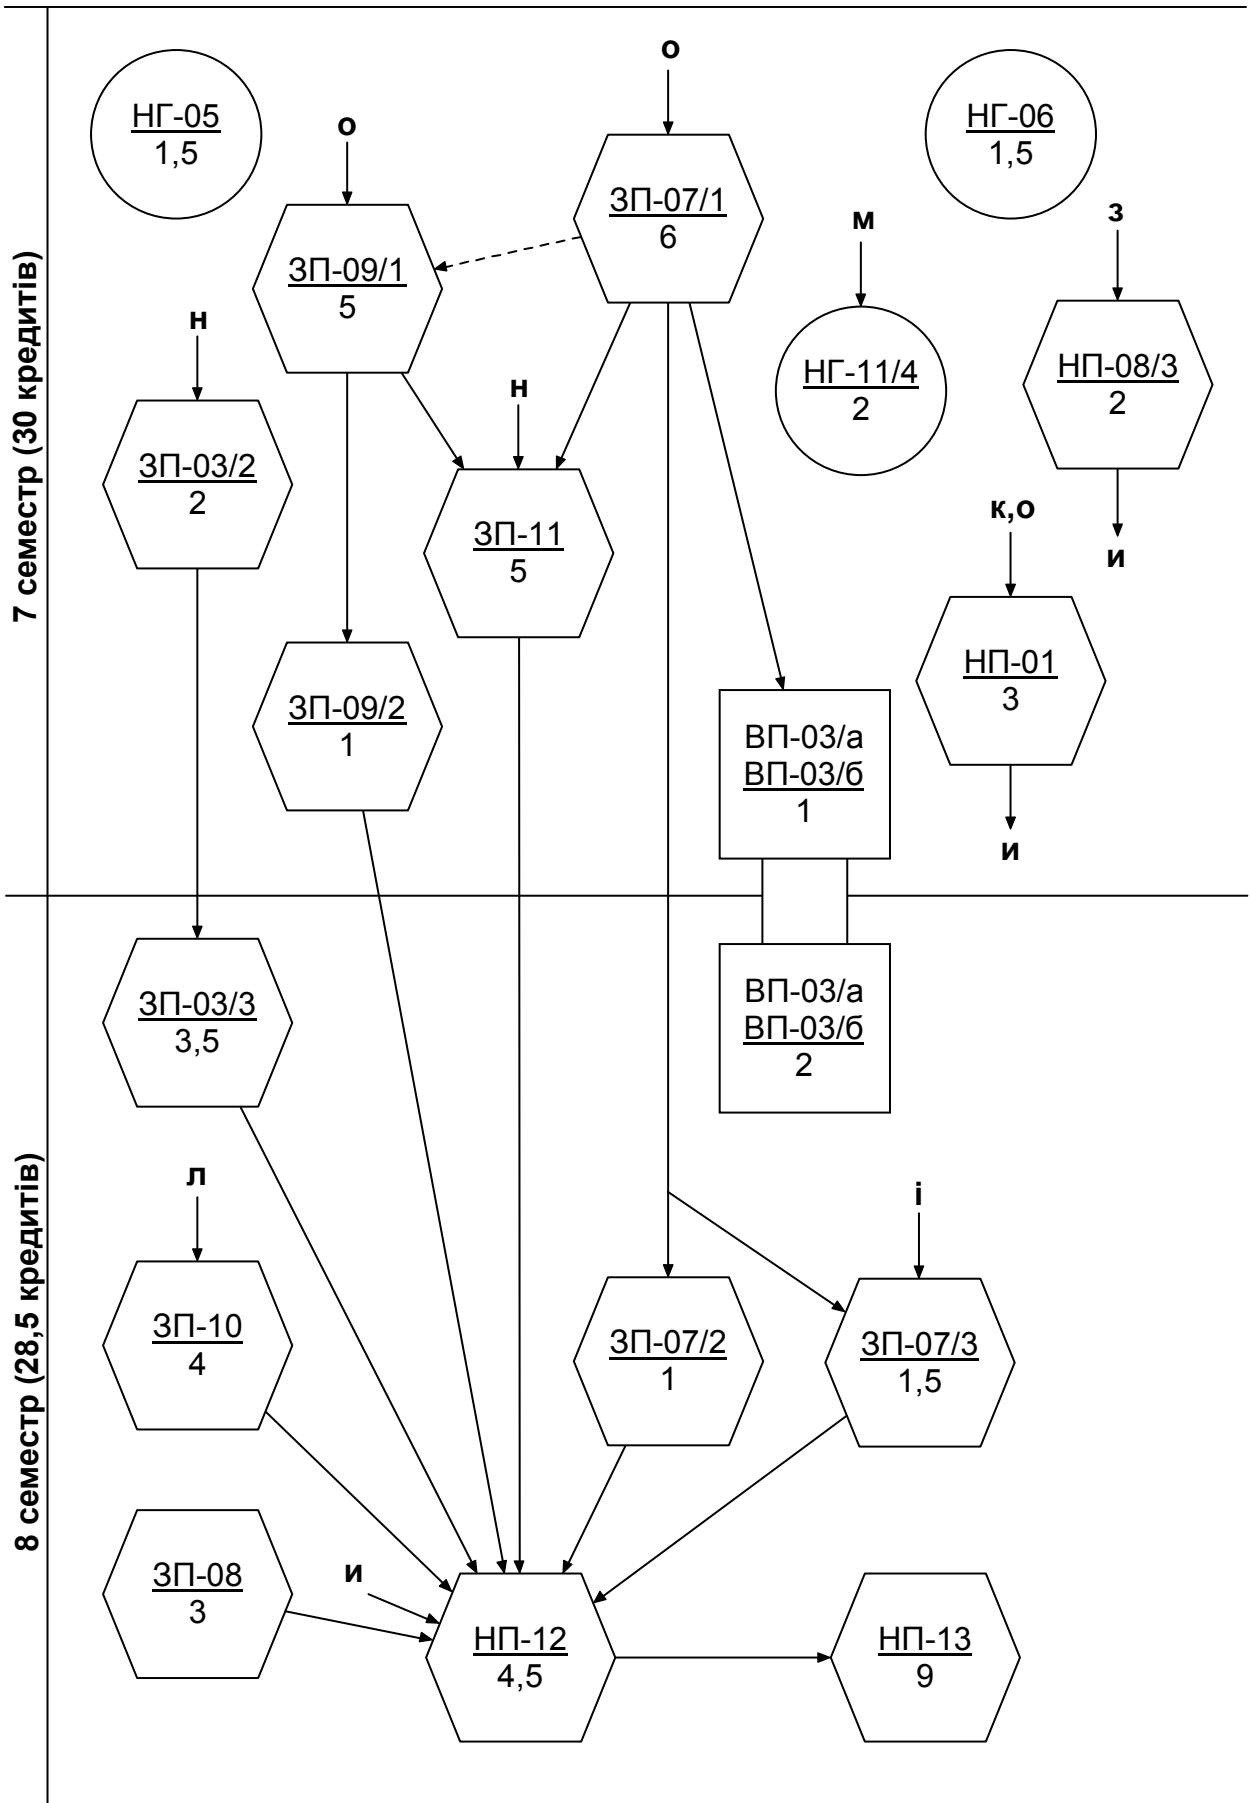 7 семестр (30 кредитів)
о
НГ-05
1,5
НГ-06
1,5
о
ЗП-07/1
6
з
м
ЗП-09/1
5
н
НГ-11/4
2
НП-08/3
2
н
ЗП-03/2
2
к,о
ЗП-11
5
и
НП-01
3
ЗП-09/2
1
ВП-03/а
ВП-03/б
1
и
8 семестр (28,5 кредитів)
ЗП-03/3
3,5
ВП-03/а
ВП-03/б
2
л
і
ЗП-10
4
ЗП-07/2
1
ЗП-07/3
1,5
и
ЗП-08
3
НП-12
4,5
НП-13
9